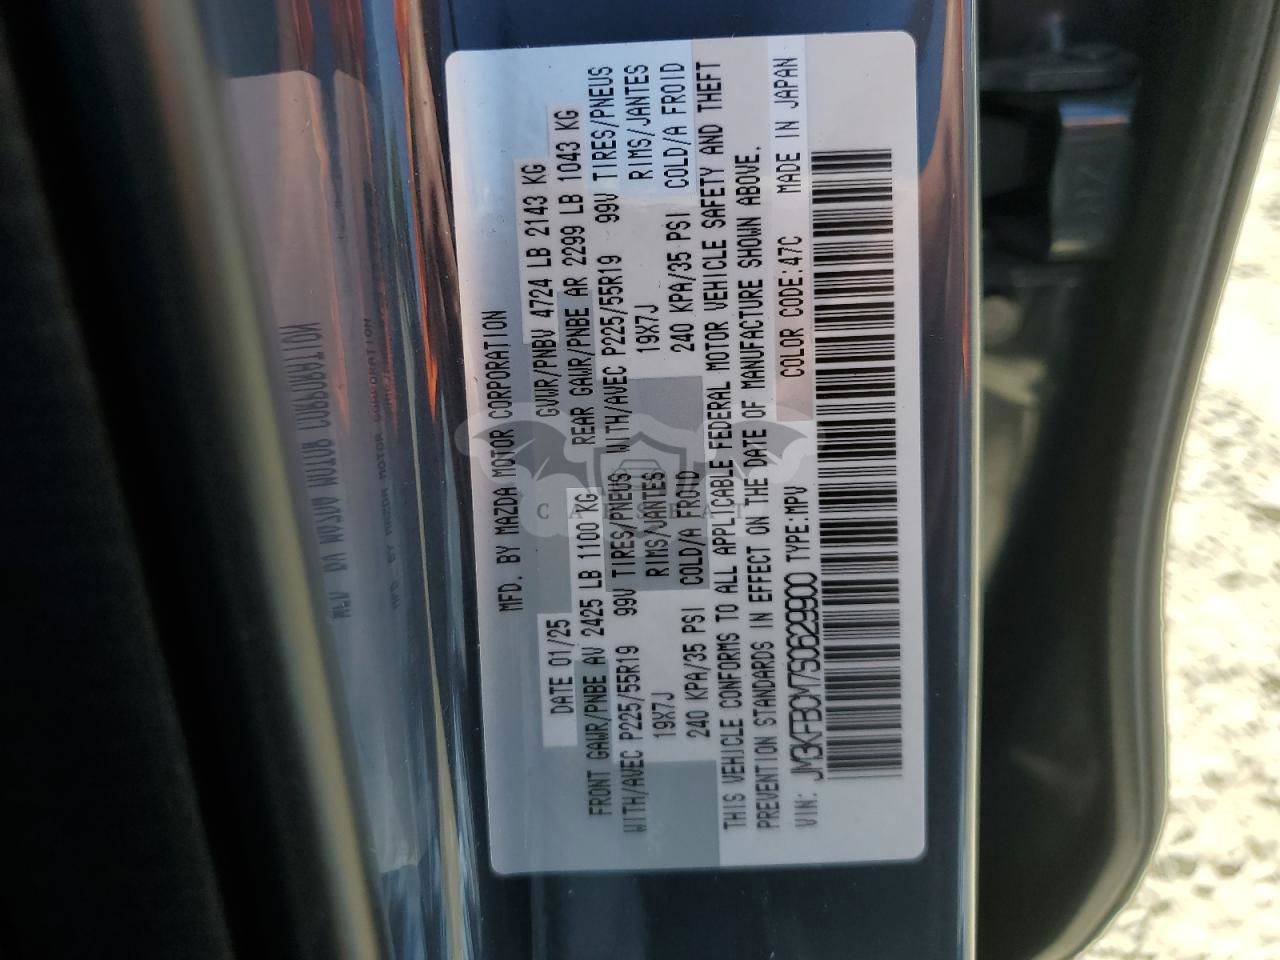 MFD. BY MAZDA MOTOR CORPORATION
DATE 01/25 GVWR/PNBV 4724 LB 2143 KG
FRONT GAWR/PNBE AV 2425 LB 1100 KG REAR GAWR/PNBE AR 2299 LB 1043 KG
WITH/AVEC P225/55R19 99V TIRES/PNEUS WITH/AVEC P225/55R19 99V TIRES/PNEUS
19X7J RIMS/JANTES 19X7J RIMS/JANTES
240 KPA/35 PSI COLD/A FROID 240 KPA/35 PSI COLD/A FROID
THIS VEHICLE CONFORMS TO ALL APPLICABLE FEDERAL MOTOR VEHICLE SAFETY AND THEFT
PREVENTION STANDARDS IN EFFECT ON THE DATE OF MANUFACTURE SHOWN ABOVE.
VIN: JM3KFBCM7S0629900 TYPE:MPV COLOR CODE:47C MADE IN JAPAN